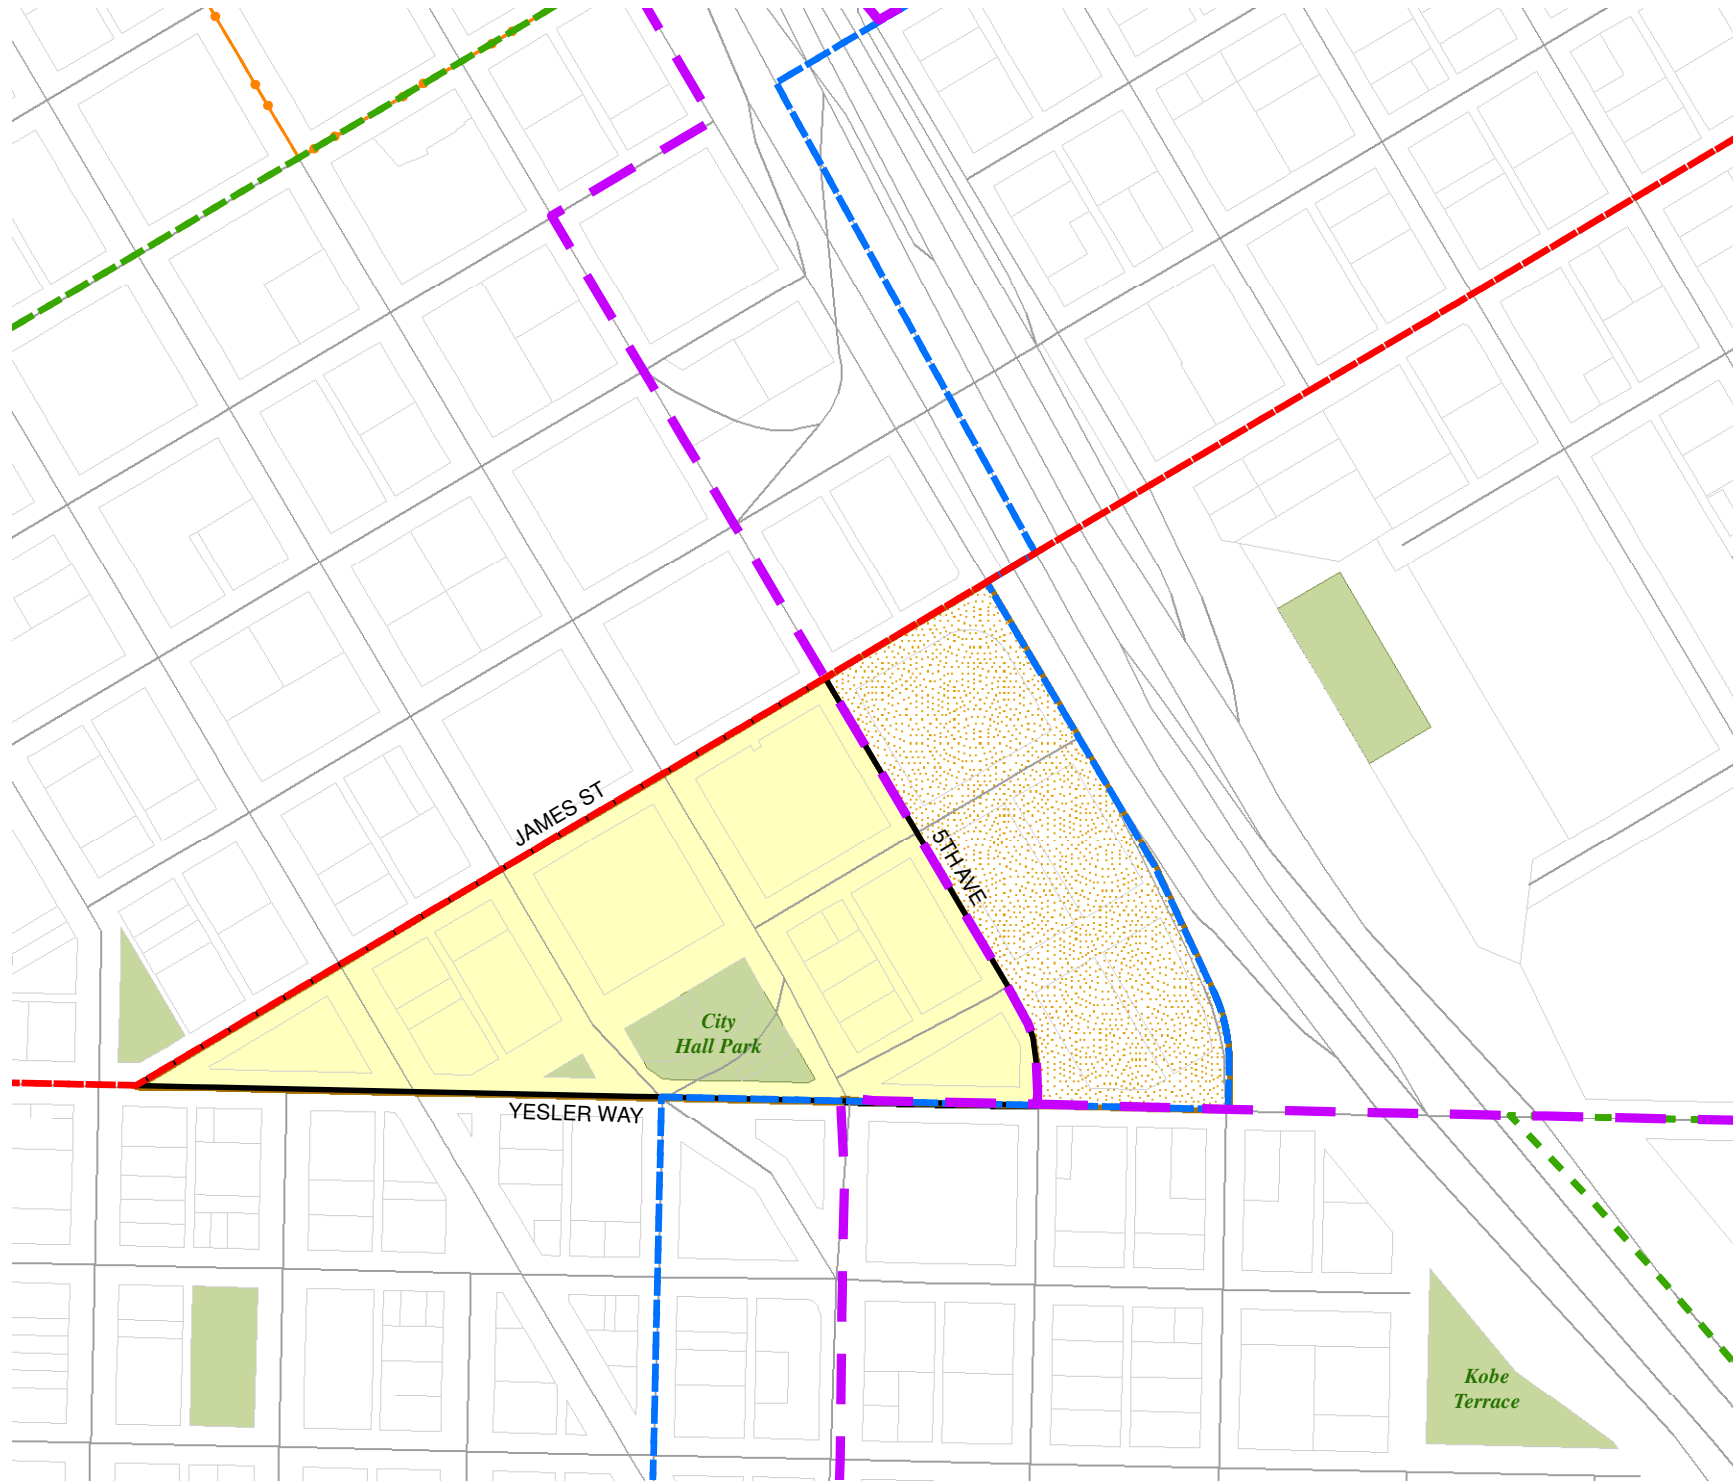 JAMES ST
5TH AVE
City
Hall Park
YESLER WAY
Kobe
Terrace